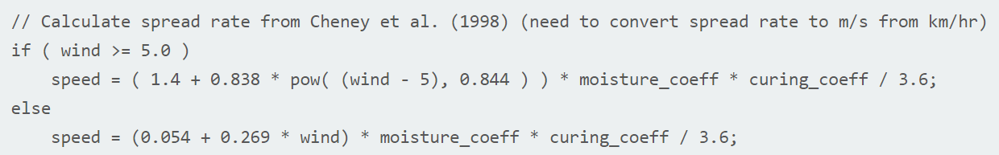 // Calculate spread rate from Cheney et al. (1998) (need to convert spread rate to m/s from km/hr)
if ( wind >= 5.0 )
    speed = ( 1.4 + 0.838 * pow( (wind - 5), 0.844 ) ) * moisture_coeff * curing_coeff / 3.6;
else
    speed = (0.054 + 0.269 * wind) * moisture_coeff * curing_coeff / 3.6;